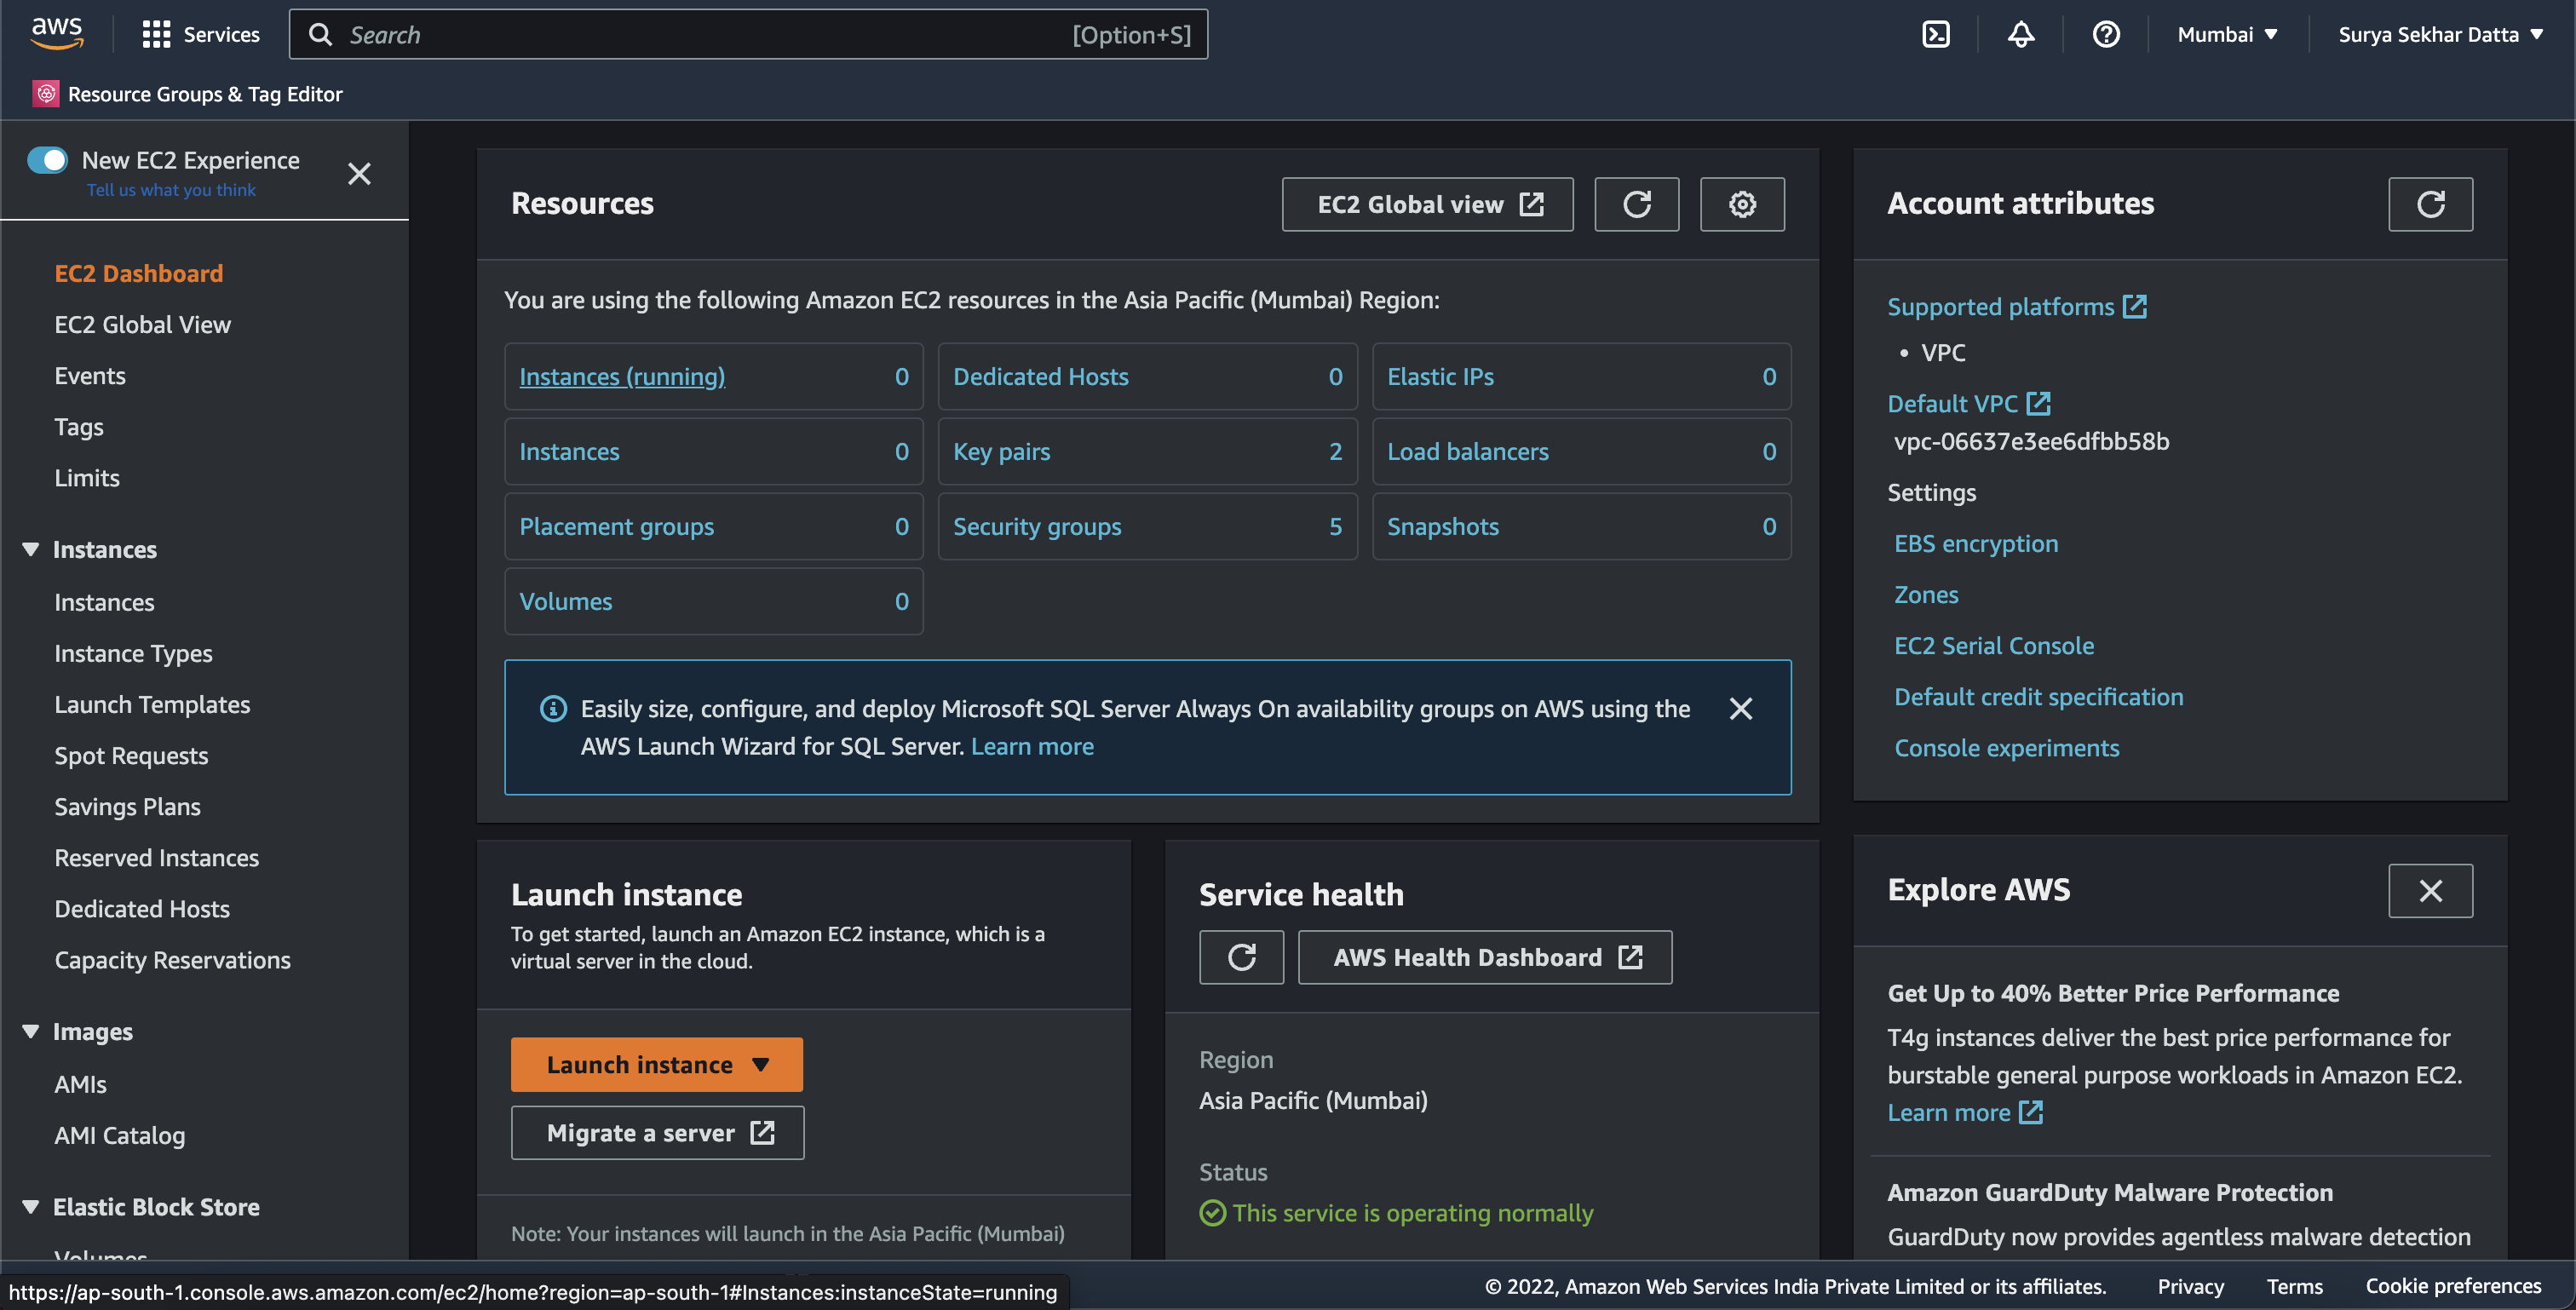 aws
Services
Search
[Option+S]
Mumbai
Surya Sekhar Datta
Resource Groups & Tag Editor
New EC2 Experience
Tell us what you think
EC2 Dashboard
EC2 Global View
Events
Tags
Limits
Instances
Instances
Instance Types
Launch Templates
Spot Requests
Savings Plans
Reserved Instances
Dedicated Hosts
Capacity Reservations
Images
AMIs
AMI Catalog
Elastic Block Store
Volumes
Resources
EC2 Global view
You are using the following Amazon EC2 resources in the Asia Pacific (Mumbai) Region:
Instances (running) 0
Dedicated Hosts 0
Elastic IPs 0
Instances 0
Key pairs 2
Load balancers 0
Placement groups 0
Security groups 5
Snapshots 0
Volumes 0
Easily size, configure, and deploy Microsoft SQL Server Always On availability groups on AWS using the
AWS Launch Wizard for SQL Server. Learn more
Launch instance
To get started, launch an Amazon EC2 instance, which is a
virtual server in the cloud.
Launch instance
Migrate a server
Note: Your instances will launch in the Asia Pacific (Mumbai)
Service health
AWS Health Dashboard
Region
Asia Pacific (Mumbai)
Status
This service is operating normally
Account attributes
Supported platforms
• VPC
Default VPC
vpc-06637e3ee6dfbb58b
Settings
EBS encryption
Zones
EC2 Serial Console
Default credit specification
Console experiments
Explore AWS
Get Up to 40% Better Price Performance
T4g instances deliver the best price performance for
burstable general purpose workloads in Amazon EC2.
Learn more
Amazon GuardDuty Malware Protection
GuardDuty now provides agentless malware detection
https://ap-south-1.console.aws.amazon.com/ec2/home?region=ap-south-1#Instances:instanceState=running
© 2022, Amazon Web Services India Private Limited or its affiliates.
Privacy
Terms
Cookie preferences